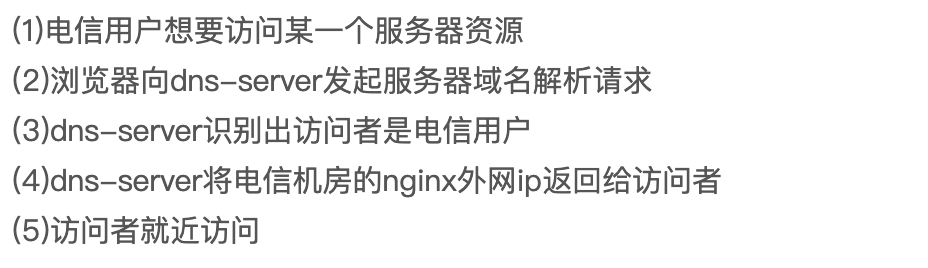 (1)电信用户想要访问某一个服务器资源
(2)浏览器向dns-server发起服务器域名解析请求
(3)dns-server识别出访问者是电信用户
(4)dns-server将电信机房的nginx外网ip返回给访问者
(5)访问者就近访问